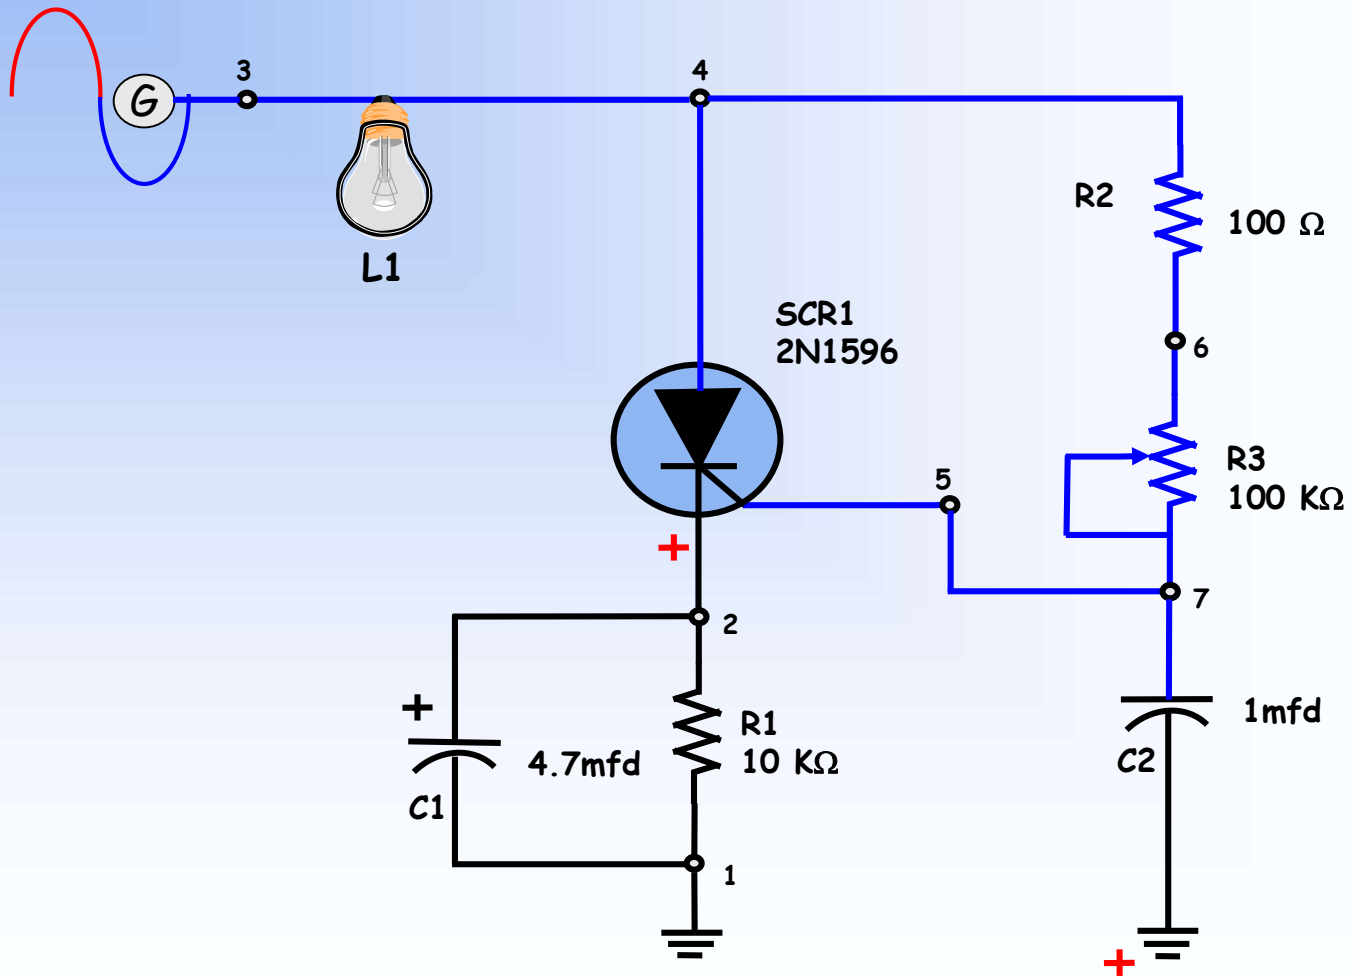 3
4
G
L1
R2
100 Ω
SCR1
2N1596
6
R3
100 KΩ
5
+
7
2
+
R1
10 KΩ
4.7mfd
C1
1mfd
C2
1
+